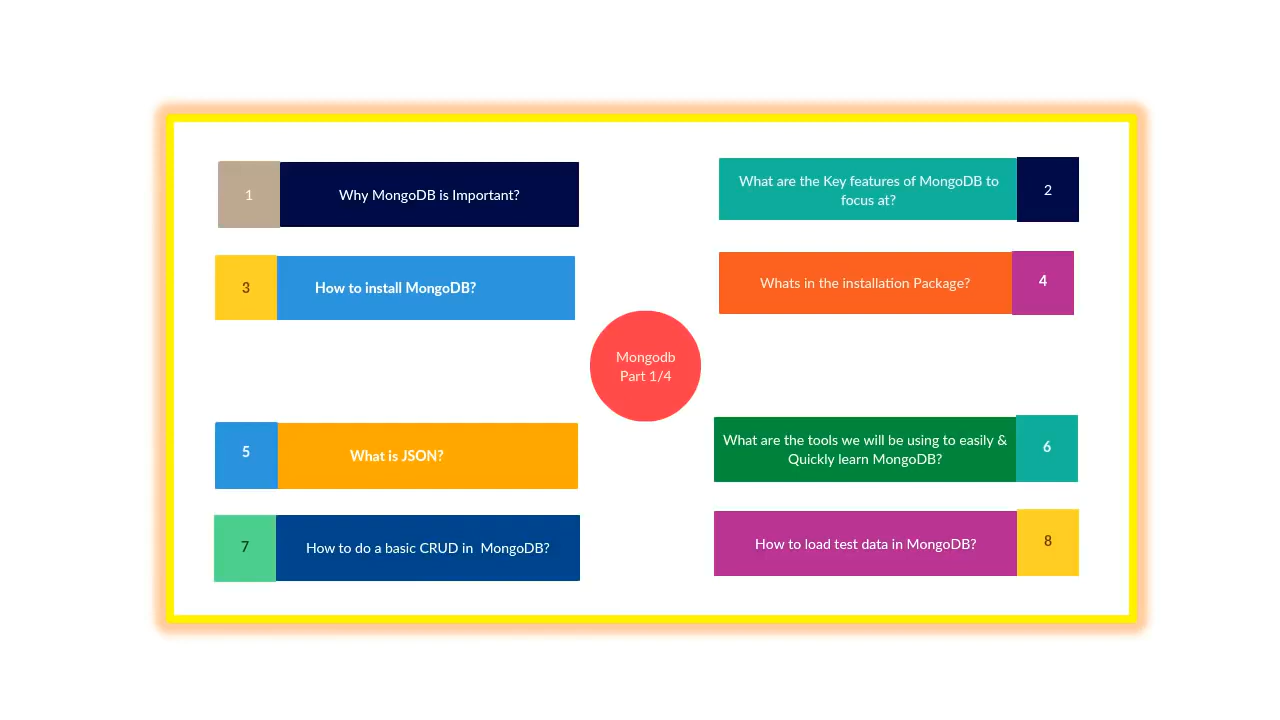 1
Why MongoDB is Important?
What are the Key features of MongoDB to
focus at?
2
3
How to install MongoDB?
Whats in the installation Package?
4
Mongodb
Part 1/4
5
What is JSON?
What are the tools we will be using to easily &
Quickly learn MongoDB?
6
7
How to do a basic CRUD in  MongoDB?
How to load test data in MongoDB?
8